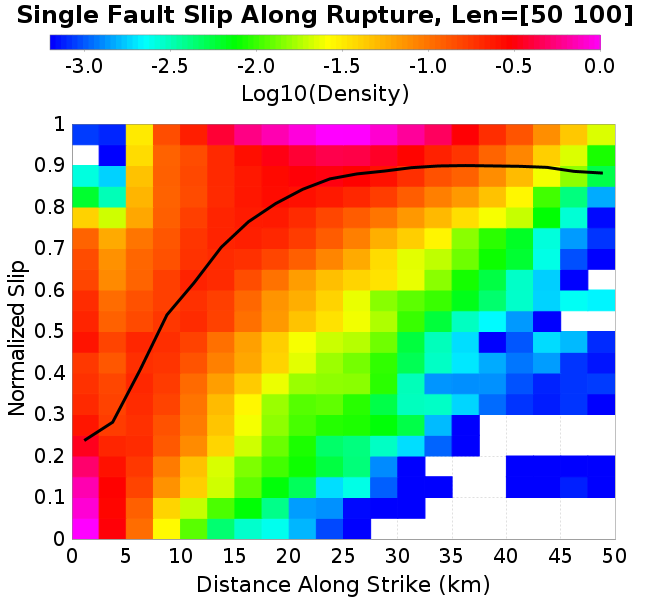 Single Fault Slip Along Rupture, Len=[50 100]
-3.0 -2.5 -2.0 -1.5 -1.0 -0.5 0.0
Log10(Density)
1
0.9
0.8
0.7
0.6
0.5
0.4
0.3
0.2
0.1
0
Normalized Slip
0 5 10 15 20 25 30 35 40 45 50
Distance Along Strike (km)